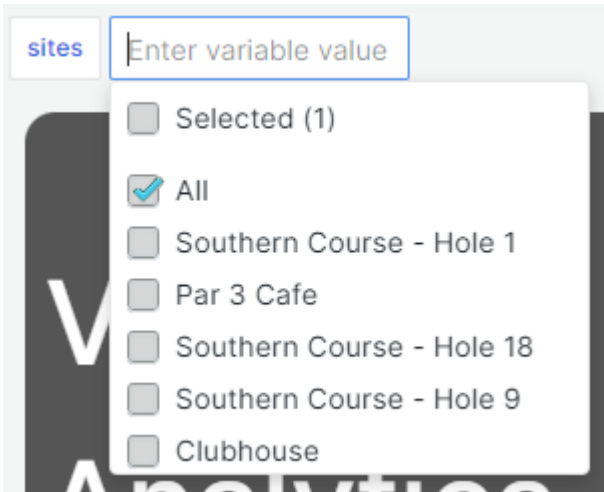 sites
Enter variable value
Selected (1)
All
Southern Course - Hole 1
Par 3 Cafe
Southern Course - Hole 18
Southern Course - Hole 9
Clubhouse